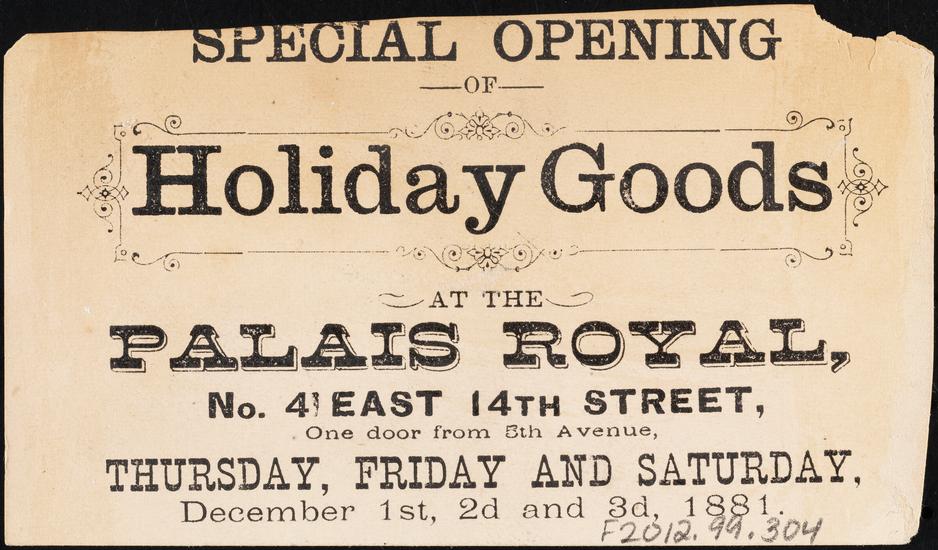 SPECIAL OPENING
OF
Holiday Goods
AT THE
PALAIS ROYAL,
No. 4 EAST 14TH STREET,
One door from 5th Avenue,
THURSDAY, FRIDAY AND SATURDAY,
December 1st, 2d and 3d, 1881.
F2012.99.304